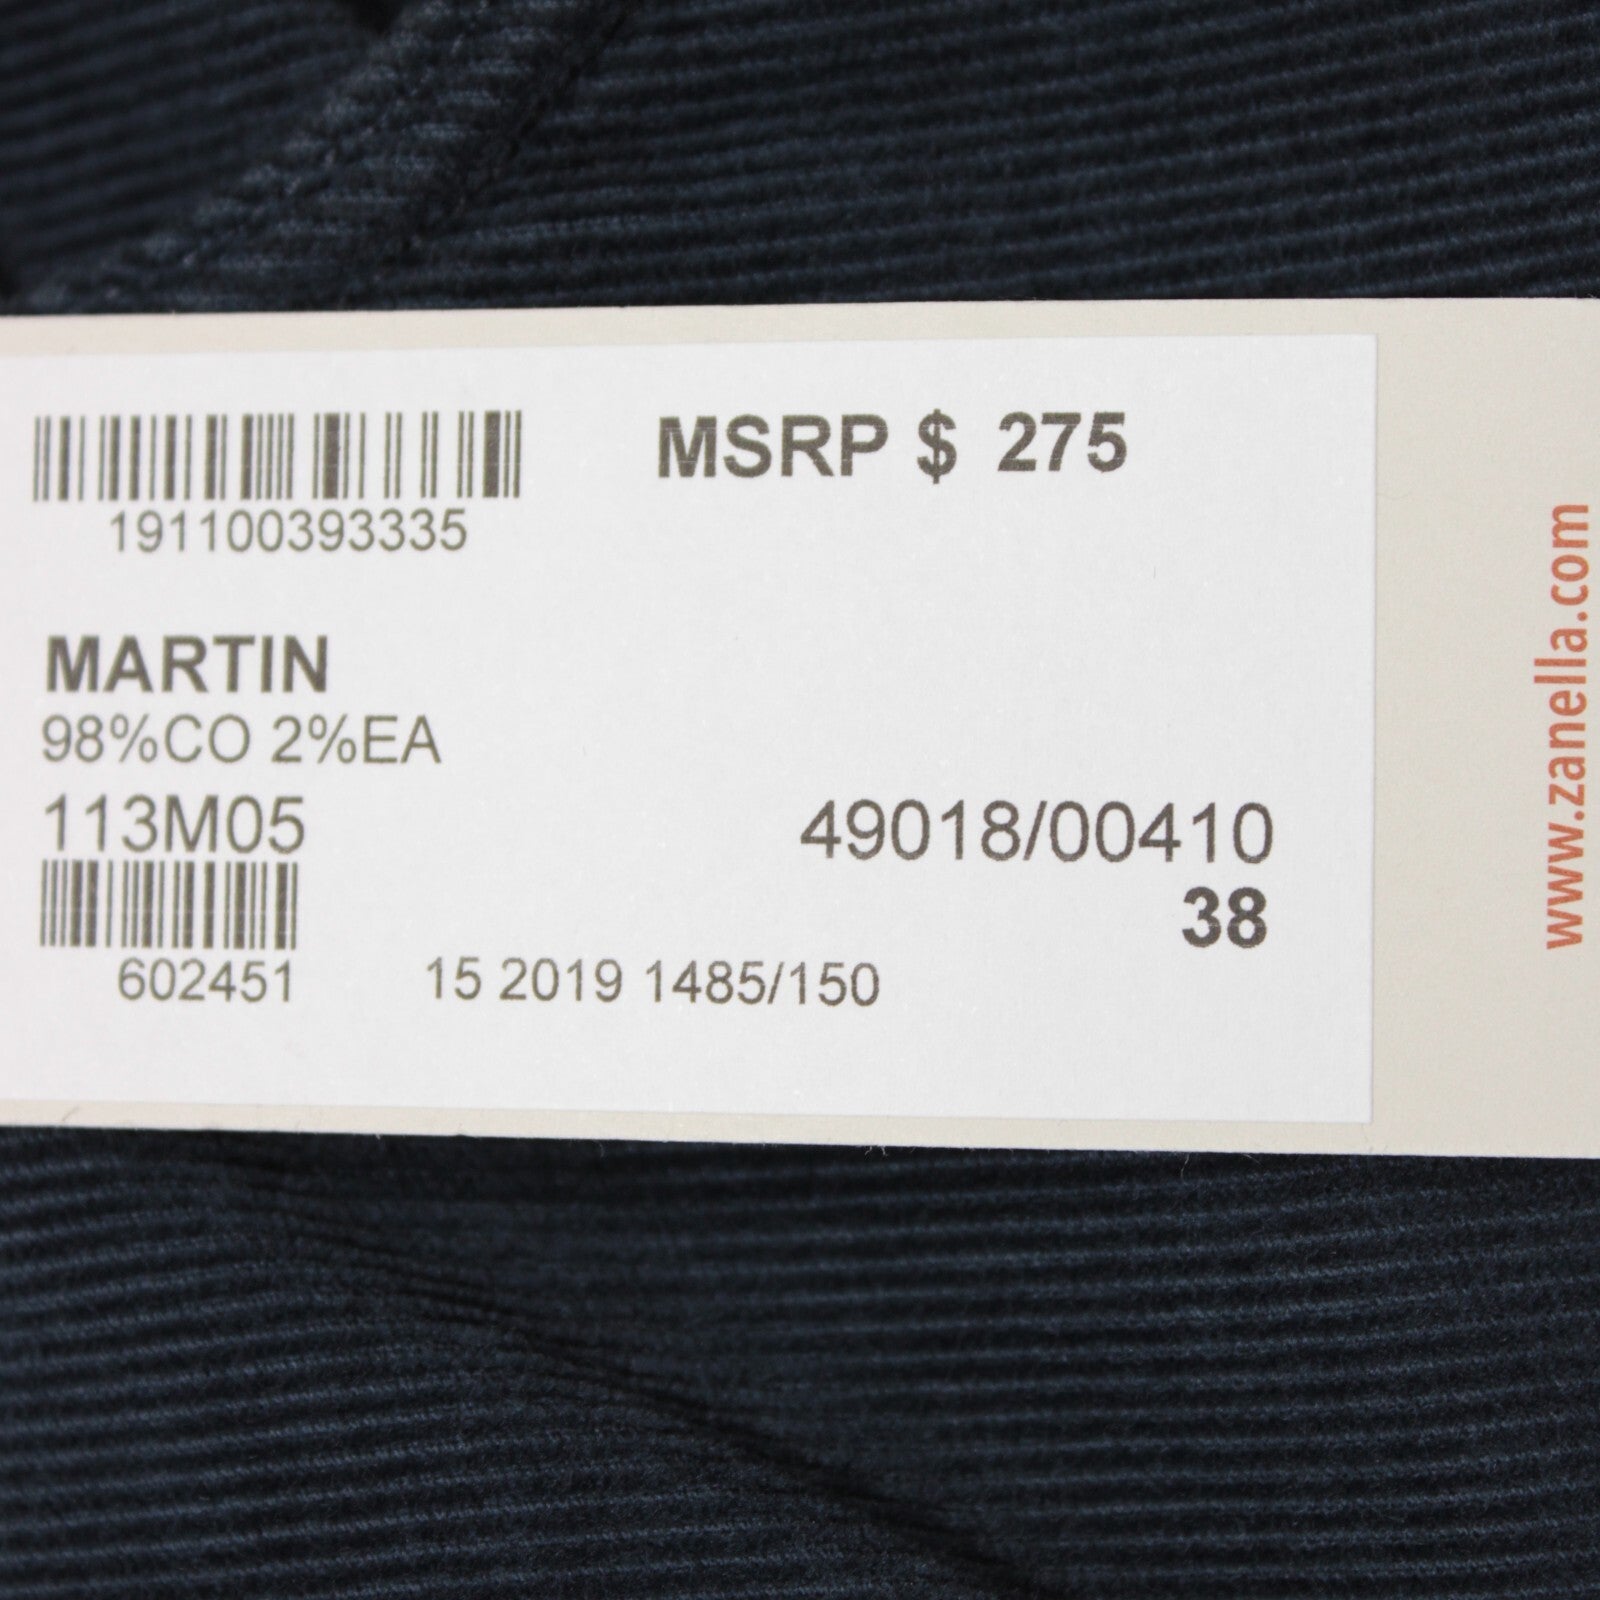 MSRP $ 275
191100393335
MARTIN
98%CO 2%EA
113M05
49018/00410
38
602451
15 2019 1485/150
www.zanella.com